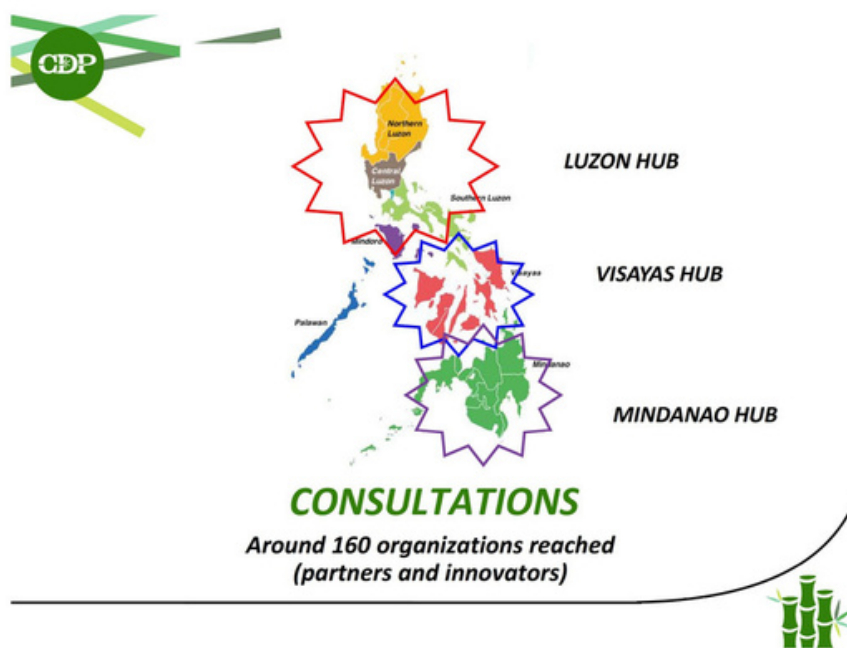 CDP
Northern
Luzon
Central
Luzon
LUZON HUB
Southern Luzon
Mindoro
Visayas
VISAYAS HUB
Palawan
Mindanao
MINDANAO HUB
CONSULTATIONS
Around 160 organizations reached
(partners and innovators)